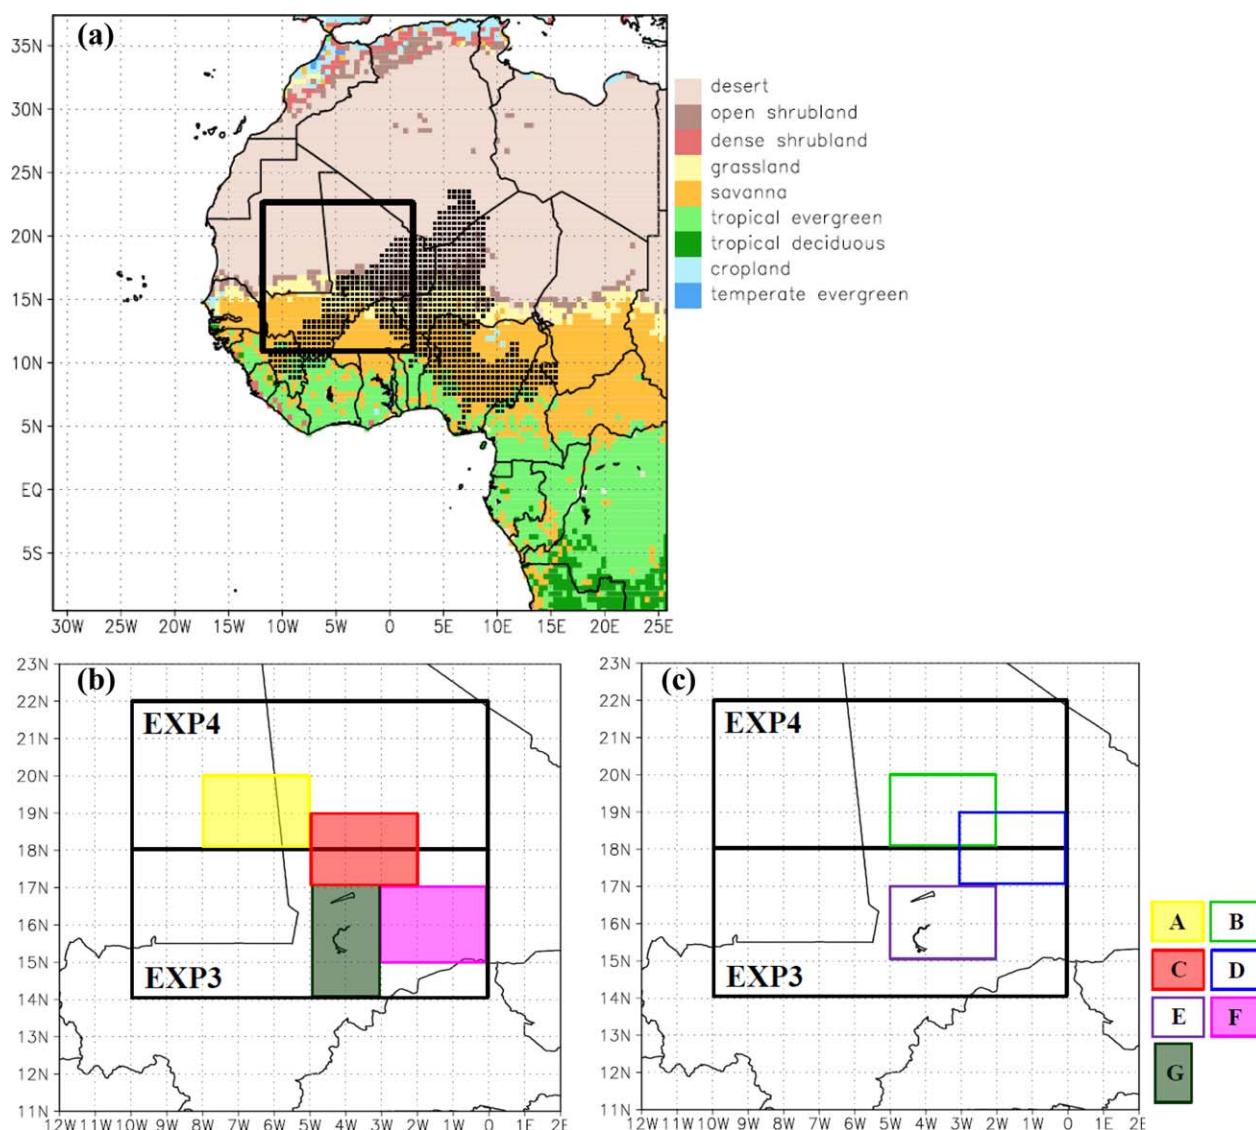 (a)
35N
30N
25N
20N
15N
10N
5N
EQ
5S
30W 25W 20W 15W 10W 5W 0 5E 10E 15E 20E 25E
desert
open shrubland
dense shrubland
grassland
savanna
tropical evergreen
tropical deciduous
cropland
temperate evergreen
(b)
23N
22N
21N
20N
19N
18N
17N
16N
15N
14N
13N
12N
11N
EXP4
EXP3
12W 11W 10W 9W 8W 7W 6W 5W 4W 3W 2W 1W 0 1E 2E
(c)
23N
22N
21N
20N
19N
18N
17N
16N
15N
14N
13N
12N
11N
EXP4
EXP3
12W 11W 10W 9W 8W 7W 6W 5W 4W 3W 2W 1W 0 1E 2E
A B
C D
E F
G